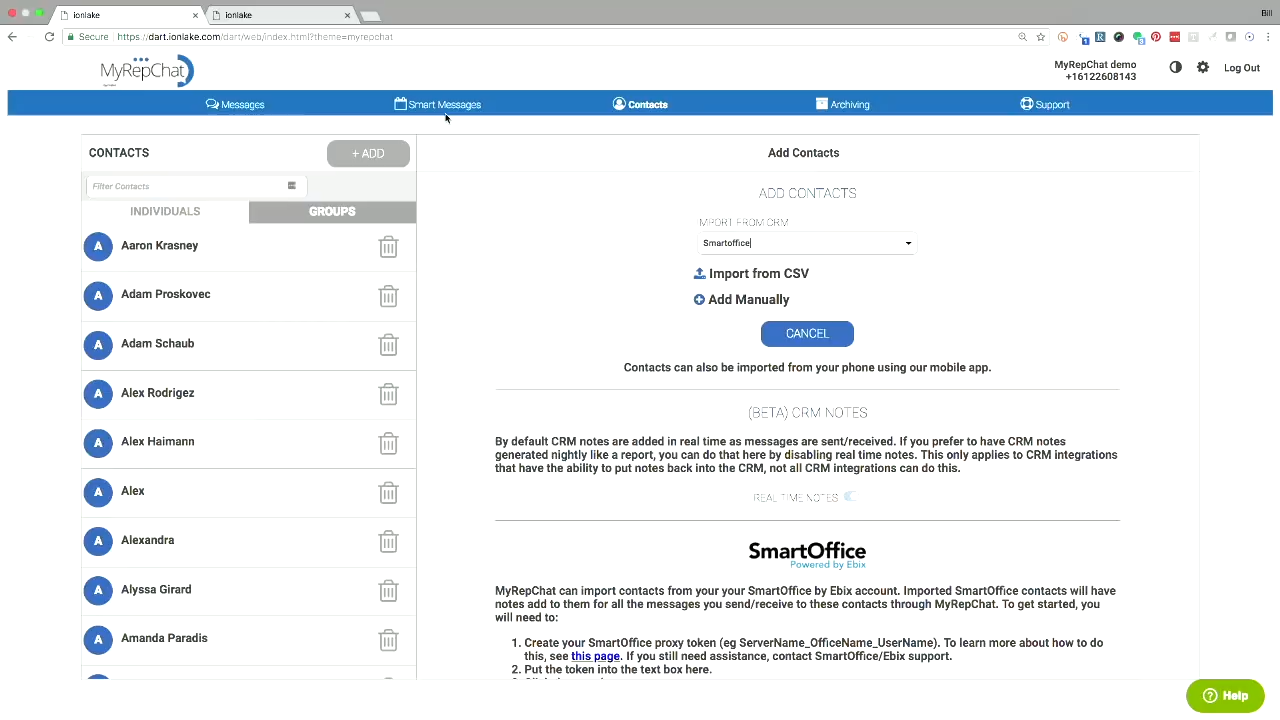 ionlake
ionlake
Bill
Secure https://dart.ionlake.com/dart/web/index.html?theme=myrepchat
MyRepChat
MyRepChat demo
+16122608143
Log Out
Messages
Smart Messages
Contacts
Archiving
Support
CONTACTS
+ ADD
Filter Contacts
INDIVIDUALS
GROUPS
A Aaron Krasney
A Adam Proskovec
A Adam Schaub
A Alex Rodrigez
A Alex Haimann
A Alex
A Alexandra
A Alyssa Girard
A Amanda Paradis
Add Contacts
ADD CONTACTS
MPORT FROM CRM
Smartoffice
Import from CSV
Add Manually
CANCEL
Contacts can also be imported from your phone using our mobile app.
(BETA) CRM NOTES
By default CRM notes are added in real time as messages are sent/received. If you prefer to have CRM notes
generated nightly like a report, you can do that here by disabling real time notes. This only applies to CRM integrations
that have the ability to put notes back into the CRM, not all CRM integrations can do this.
REAL TIME NOTES
SmartOffice
Powered by Ebix
MyRepChat can import contacts from your your SmartOffice by Ebix account. Imported SmartOffice contacts will have
notes add to them for all the messages you send/receive to these contacts through MyRepChat. To get started, you
will need to:
1. Create your SmartOffice proxy token (eg ServerName_OfficeName_UserName). To learn more about how to do
this, see this page. If you still need assistance, contact SmartOffice/Ebix support.
2. Put the token into the text box here.
Help